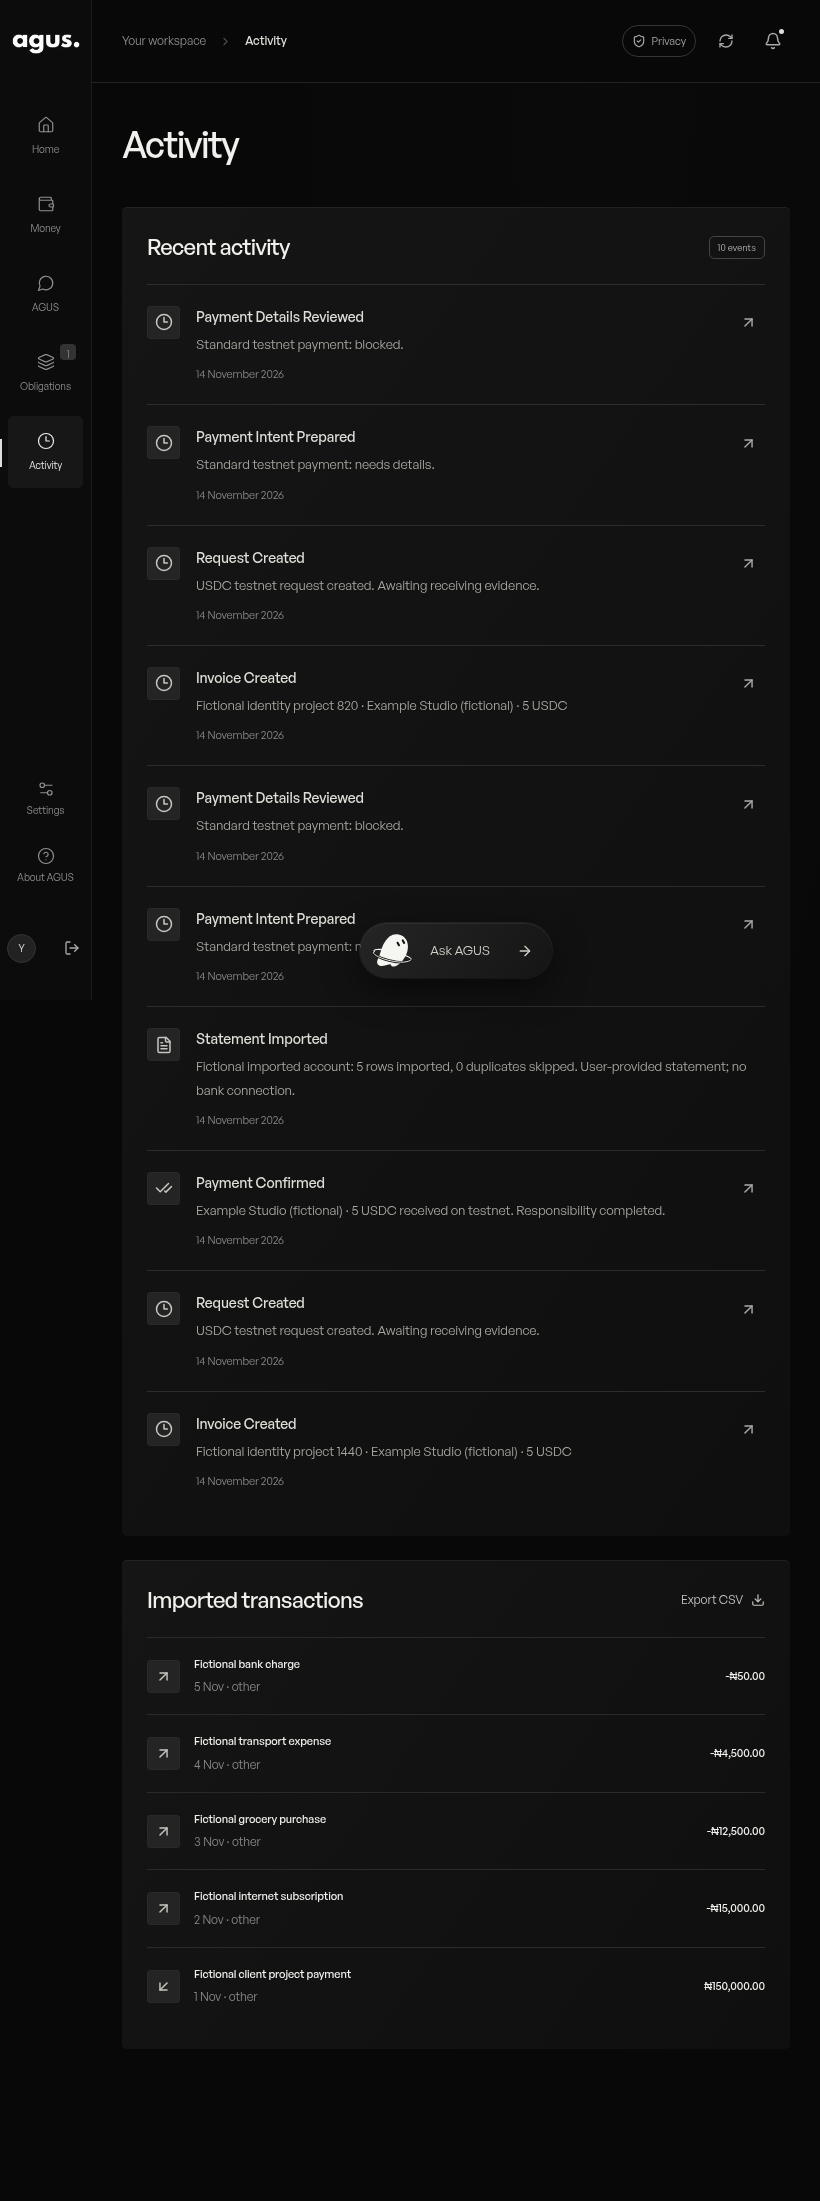 agus.
Your workspace > Activity
Privacy
Home
Money
AGUS
1
Obligations
Activity
Settings
About AGUS
Y
Activity
Recent activity
10 events
Payment Details Reviewed
Standard testnet payment: blocked.
14 November 2026
Payment Intent Prepared
Standard testnet payment: needs details.
14 November 2026
Request Created
USDC testnet request created. Awaiting receiving evidence.
14 November 2026
Invoice Created
Fictional identity project 820 · Example Studio (fictional) · 5 USDC
14 November 2026
Payment Details Reviewed
Standard testnet payment: blocked.
14 November 2026
Payment Intent Prepared
Standard testnet payment:
14 November 2026
Ask AGUS
Statement Imported
Fictional imported account: 5 rows imported, 0 duplicates skipped. User-provided statement; no
bank connection.
14 November 2026
Payment Confirmed
Example Studio (fictional) · 5 USDC received on testnet. Responsibility completed.
14 November 2026
Request Created
USDC testnet request created. Awaiting receiving evidence.
14 November 2026
Invoice Created
Fictional identity project 1440 · Example Studio (fictional) · 5 USDC
14 November 2026
Imported transactions
Export CSV
Fictional bank charge
5 Nov · other
-₦50.00
Fictional transport expense
4 Nov · other
-₦4,500.00
Fictional grocery purchase
3 Nov · other
-₦12,500.00
Fictional internet subscription
2 Nov · other
-₦15,000.00
Fictional client project payment
1 Nov · other
₦150,000.00